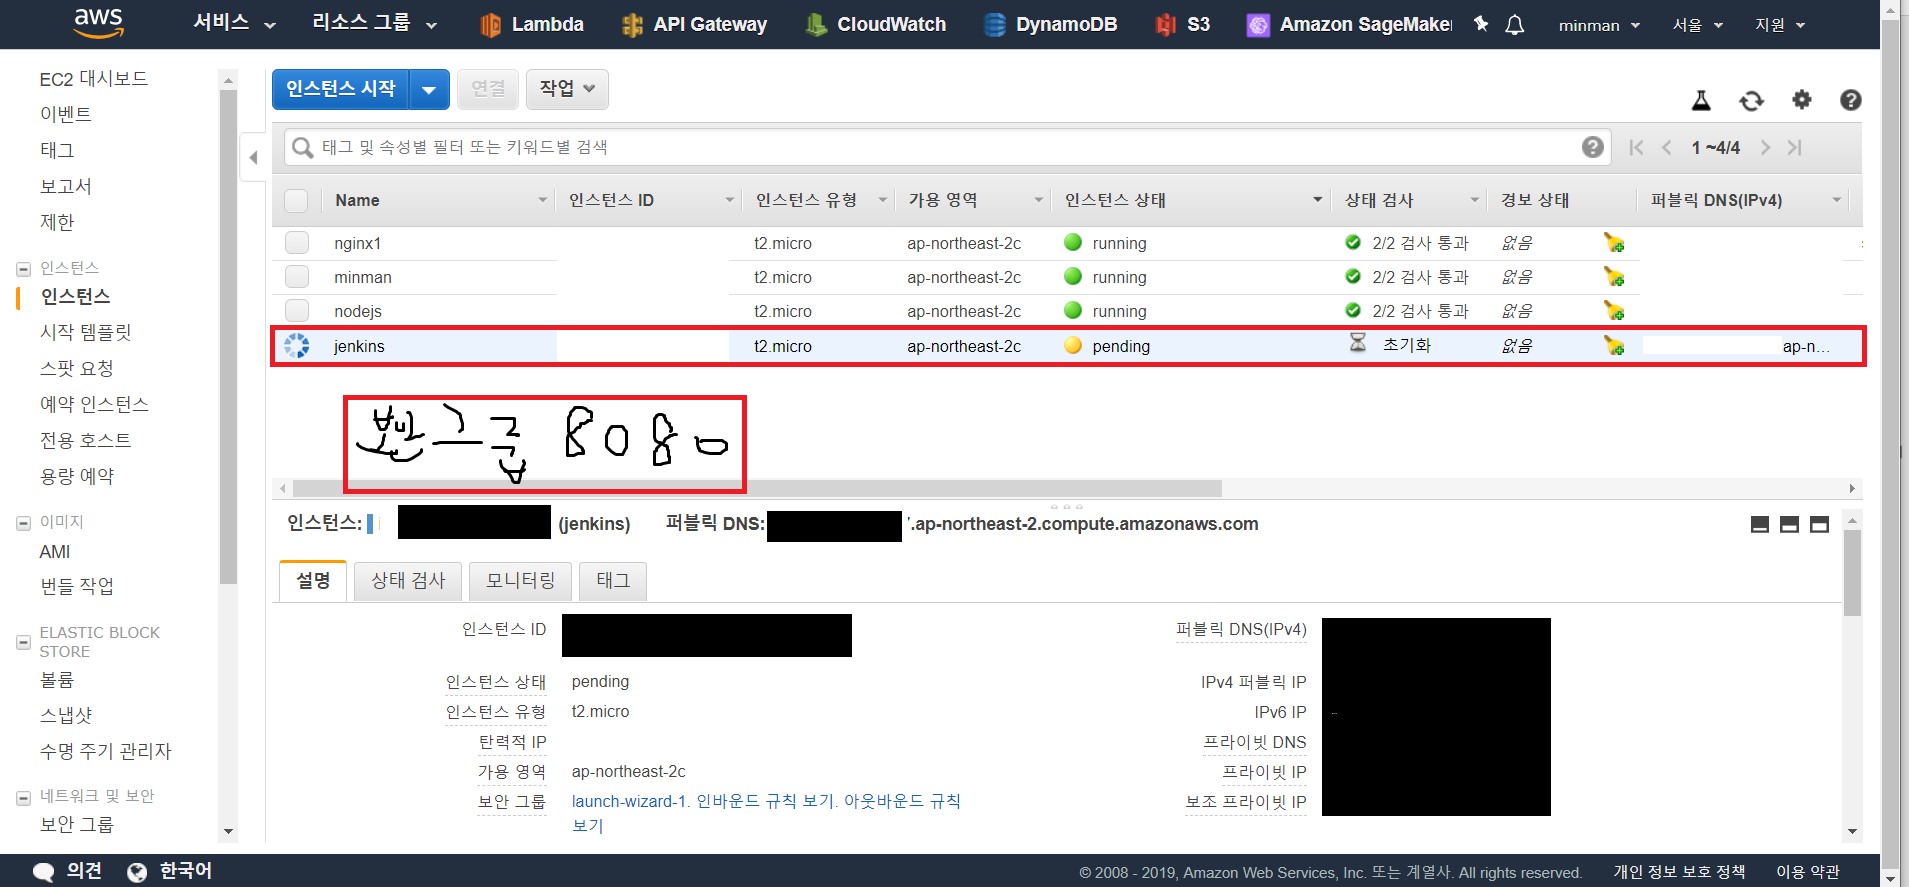 aws 서비스 리소스 그룹 Lambda API Gateway CloudWatch DynamoDB S3 Amazon SageMaker minman 서울 지원
EC2 대시보드
이벤트
태그
보고서
제한
인스턴스
인스턴스
시작 템플릿
스팟 요청
예약 인스턴스
전용 호스트
용량 예약
이미지
AMI
번들 작업
ELASTIC BLOCK
STORE
볼륨
스냅샷
수명 주기 관리자
네트워크 및 보안
보안 그룹
인스턴스 시작 연결 작업
태그 및 속성별 필터 또는 키워드별 검색 1 ~4/4
Name 인스턴스 ID 인스턴스 유형 가용 영역 인스턴스 상태 상태 검사 경보 상태 퍼블릭 DNS(IPv4)
nginx1 t2.micro ap-northeast-2c running 2/2 검사 통과 없음
minman t2.micro ap-northeast-2c running 2/2 검사 통과 없음
nodejs t2.micro ap-northeast-2c running 2/2 검사 통과 없음
jenkins t2.micro ap-northeast-2c pending 초기화 없음 ap-n...
8080
인스턴스: (jenkins) 퍼블릭 DNS: .ap-northeast-2.compute.amazonaws.com
설명 상태 검사 모니터링 태그
인스턴스 ID
인스턴스 상태 pending
인스턴스 유형 t2.micro
탄력적 IP
가용 영역 ap-northeast-2c
보안 그룹 launch-wizard-1. 인바운드 규칙 보기. 아웃바운드 규칙
보기
퍼블릭 DNS(IPv4)
IPv4 퍼블릭 IP
IPv6 IP
프라이빗 DNS
프라이빗 IP
보조 프라이빗 IP
의견 한국어 © 2008 - 2019, Amazon Web Services, Inc. 또는 계열사. All rights reserved. 개인 정보 보호 정책 이용 약관